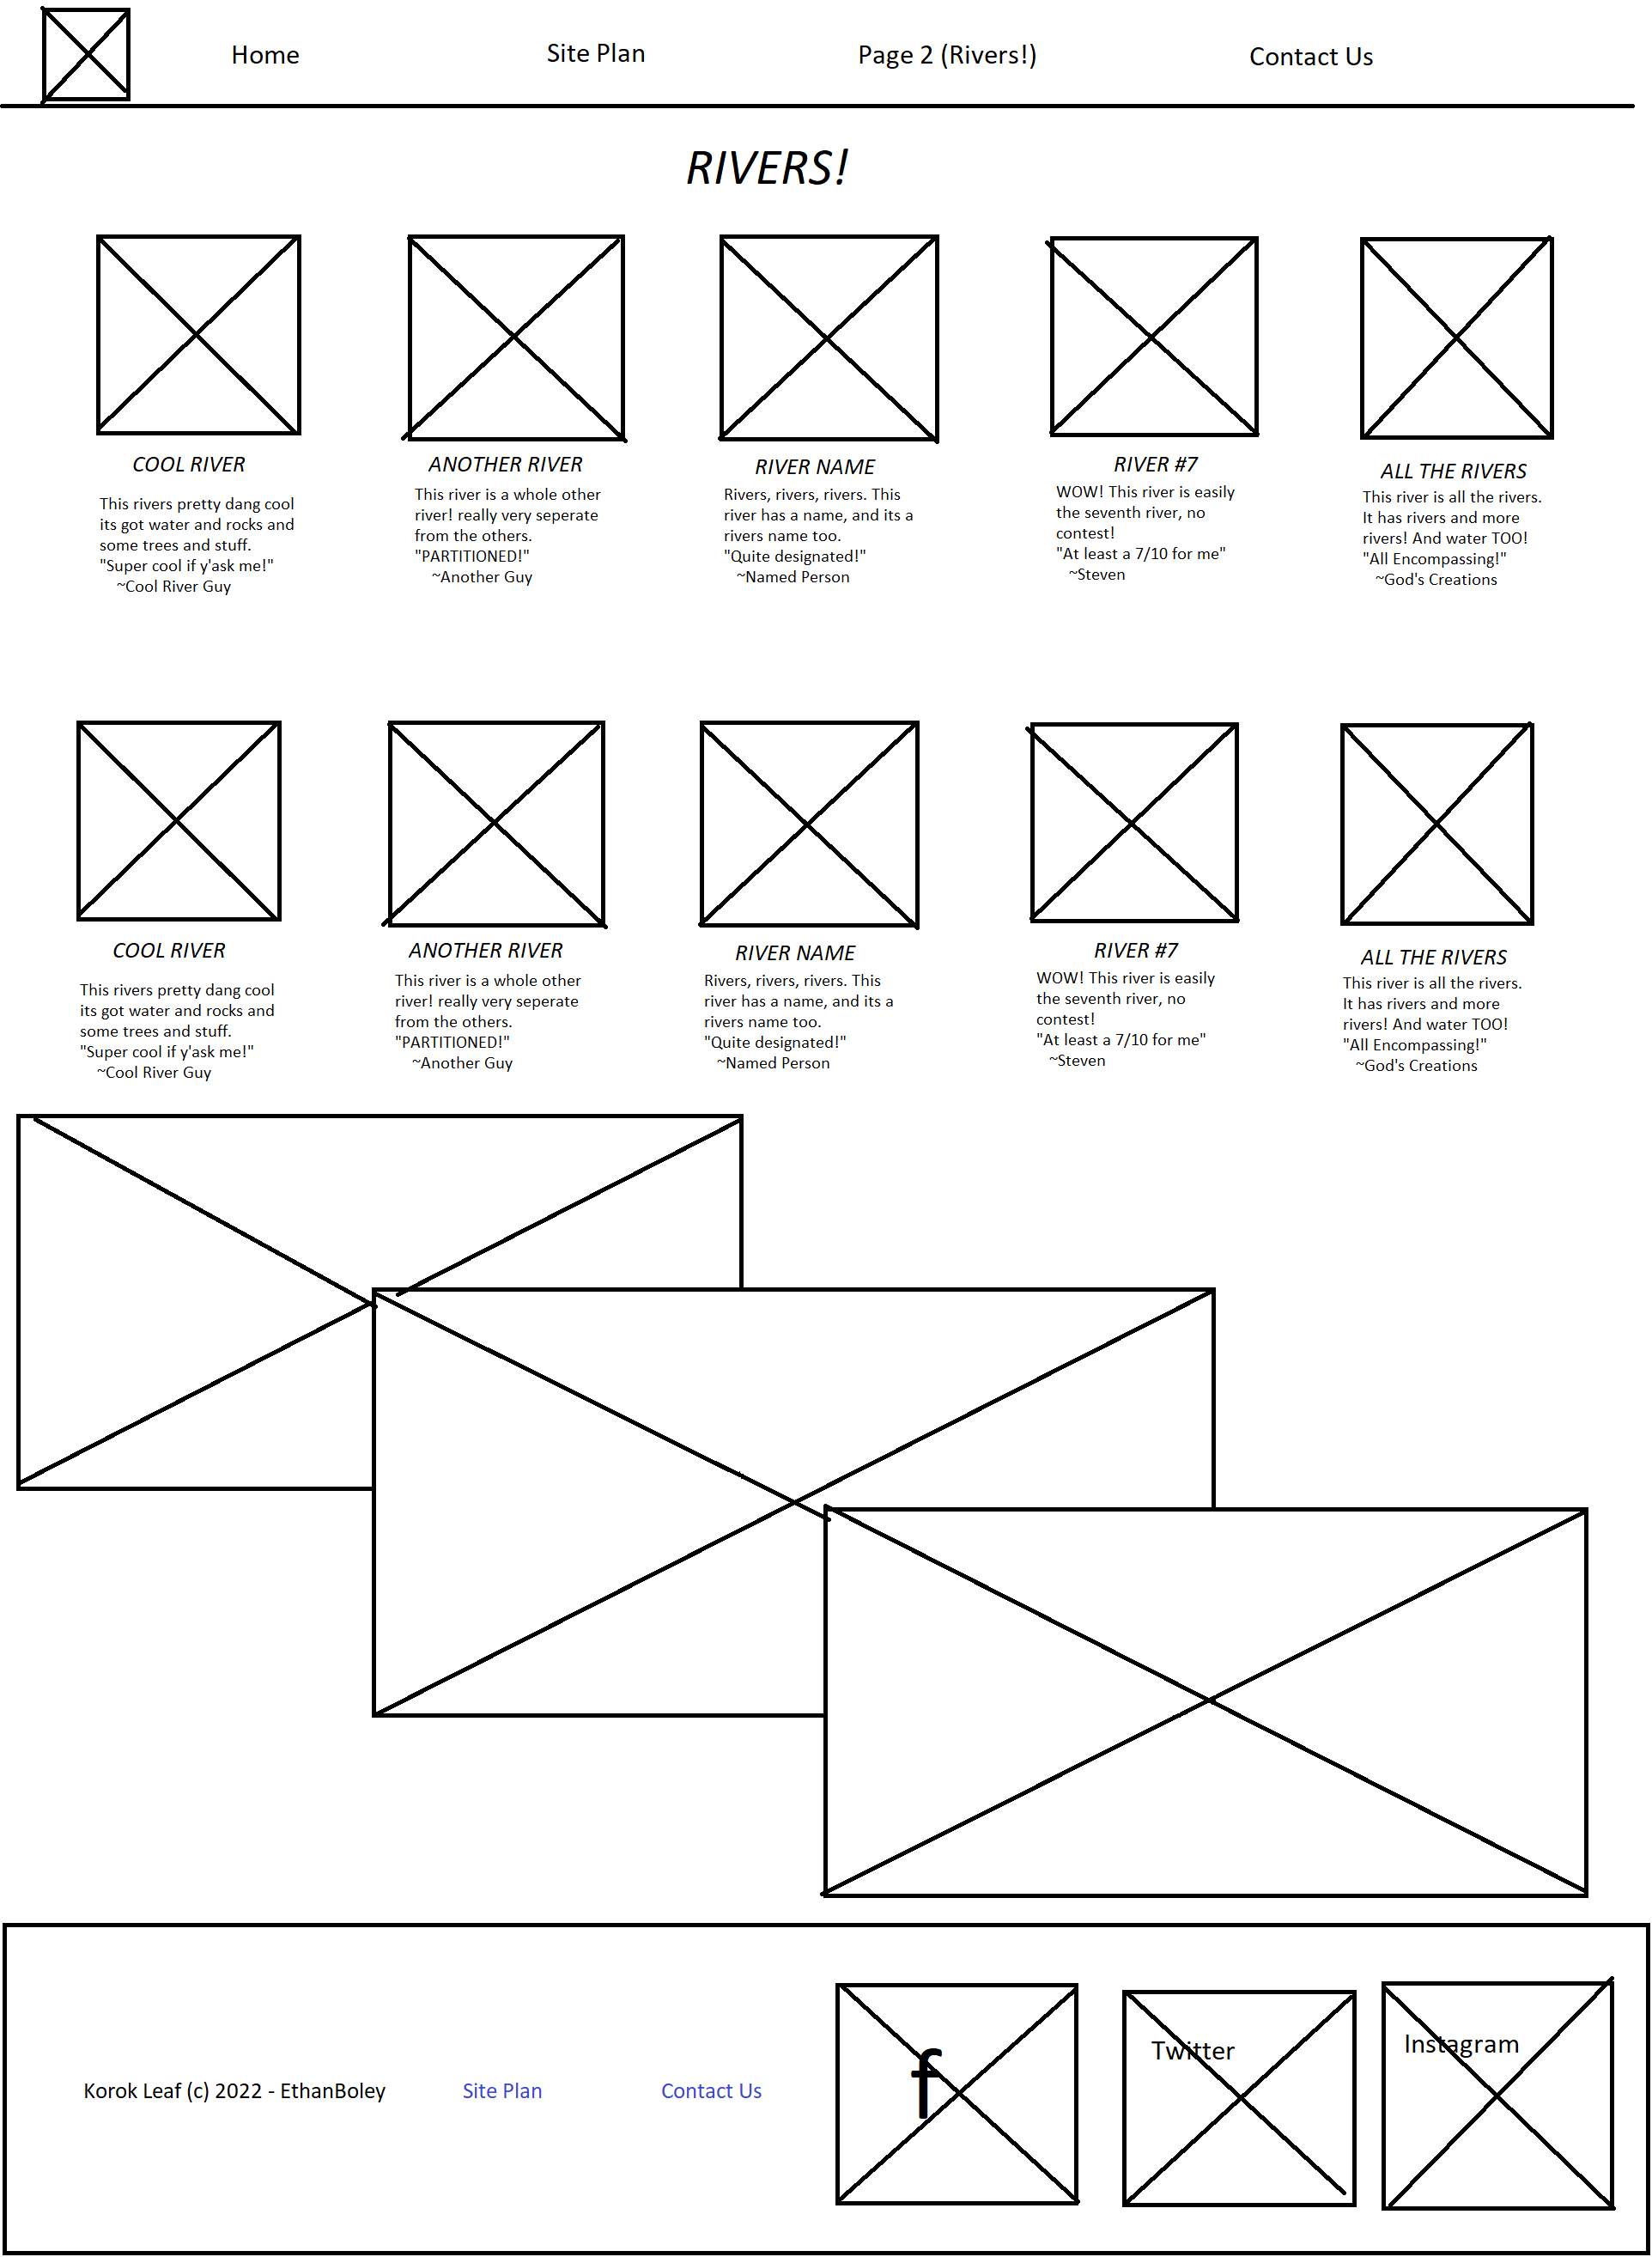 Home Site Plan Page 2 (Rivers!) Contact Us
RIVERS!
COOL RIVER
This rivers pretty dang cool
its got water and rocks and
some trees and stuff.
"Super cool if y'ask me!"
~Cool River Guy
ANOTHER RIVER
This river is a whole other
river! really very seperate
from the others.
"PARTITIONED!"
~Another Guy
RIVER NAME
Rivers, rivers, rivers. This
river has a name, and its a
rivers name too.
"Quite designated!"
~Named Person
RIVER #7
WOW! This river is easily
the seventh river, no
contest!
"At least a 7/10 for me"
~Steven
ALL THE RIVERS
This river is all the rivers.
It has rivers and more
rivers! And water TOO!
"All Encompassing!"
~God's Creations
COOL RIVER
This rivers pretty dang cool
its got water and rocks and
some trees and stuff.
"Super cool if y'ask me!"
~Cool River Guy
ANOTHER RIVER
This river is a whole other
river! really very seperate
from the others.
"PARTITIONED!"
~Another Guy
RIVER NAME
Rivers, rivers, rivers. This
river has a name, and its a
rivers name too.
"Quite designated!"
~Named Person
RIVER #7
WOW! This river is easily
the seventh river, no
contest!
"At least a 7/10 for me"
~Steven
ALL THE RIVERS
This river is all the rivers.
It has rivers and more
rivers! And water TOO!
"All Encompassing!"
~God's Creations
Korok Leaf (c) 2022 - EthanBoley Site Plan Contact Us
f
Twitter
Instagram